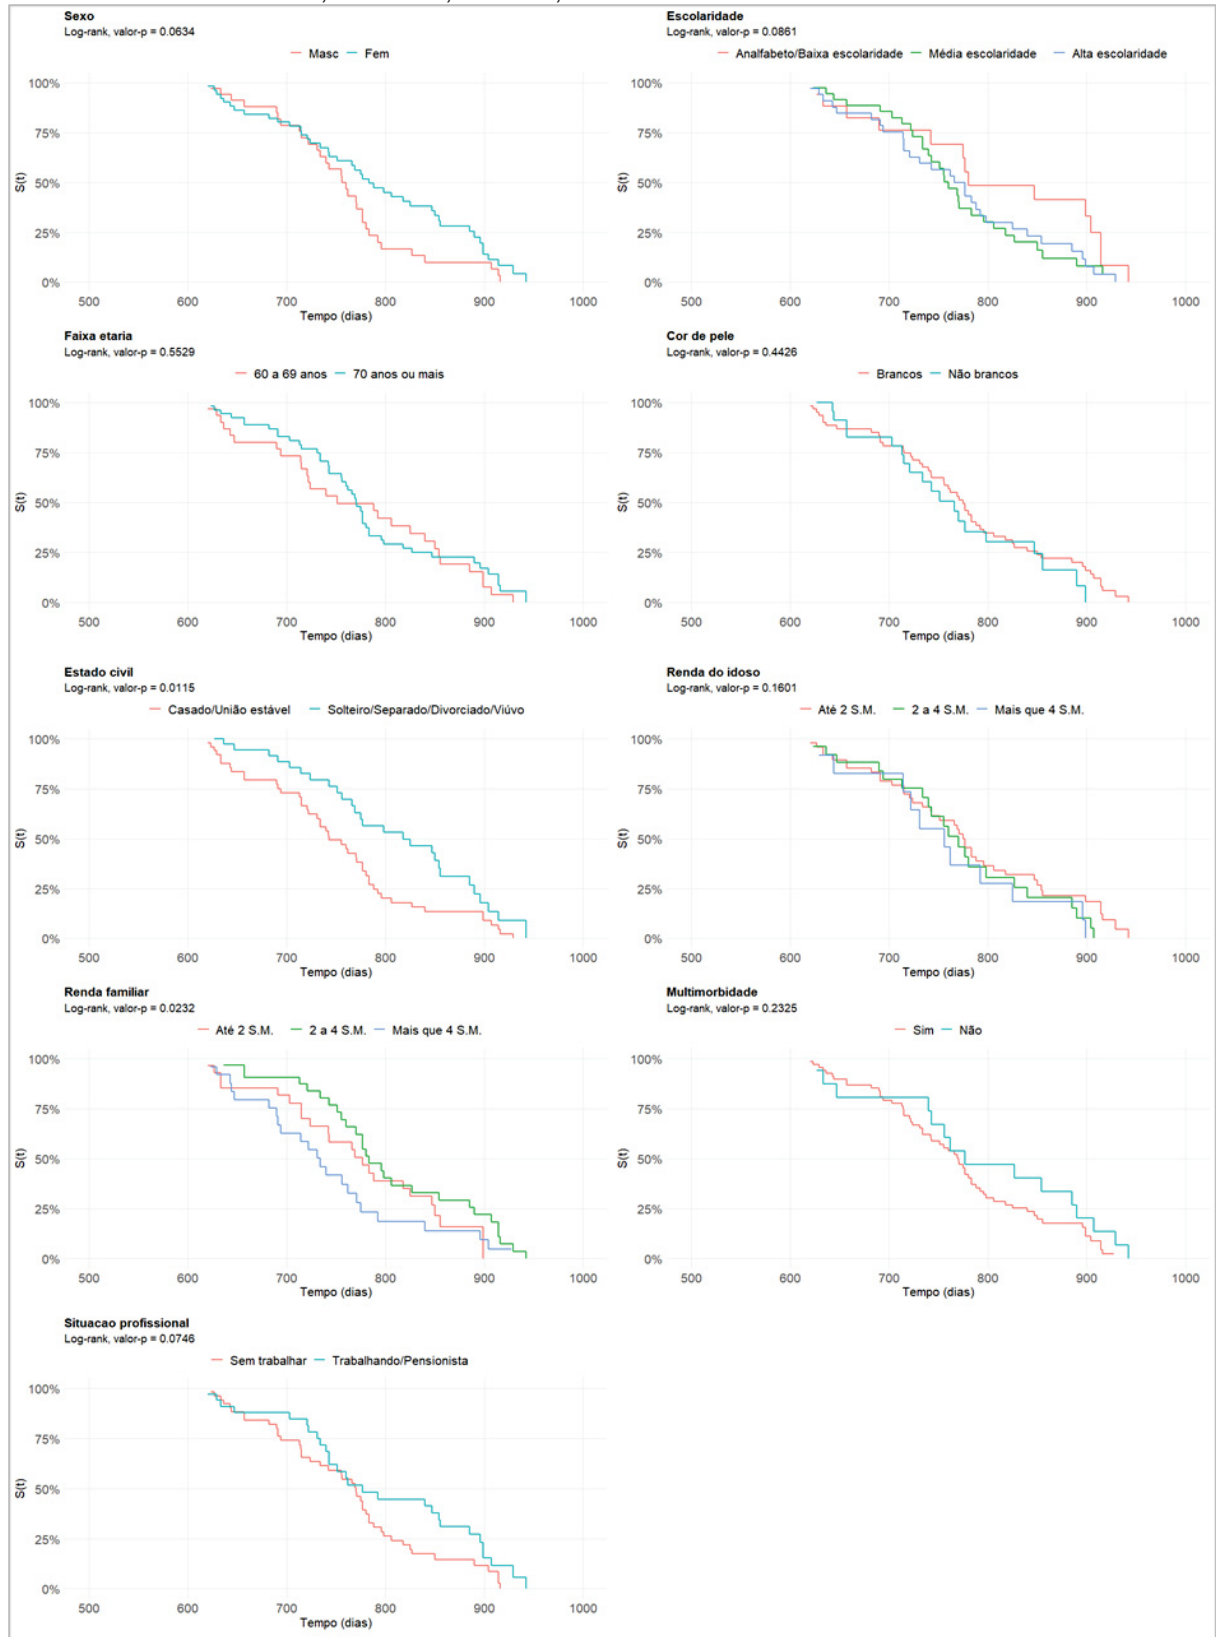 Sexo
Log-rank, valor-p = 0.0634
Masc Fem
100%
75%
50%
25%
0%
S(t)
500 600 700 800 900 1000
Tempo (dias)
Escolaridade
Log-rank, valor-p = 0.0861
Analfabeto/Baixa escolaridade Média escolaridade Alta escolaridade
100%
75%
50%
25%
0%
S(t)
500 600 700 800 900 1000
Tempo (dias)
Faixa etaria
Log-rank, valor-p = 0.5529
60 a 69 anos 70 anos ou mais
100%
75%
50%
25%
0%
S(t)
500 600 700 800 900 1000
Tempo (dias)
Cor de pele
Log-rank, valor-p = 0.4426
Brancos Não brancos
100%
75%
50%
25%
0%
S(t)
500 600 700 800 900 1000
Tempo (dias)
Estado civil
Log-rank, valor-p = 0.0115
Casado/União estável Solteiro/Separado/Divorciado/Viúvo
100%
75%
50%
25%
0%
S(t)
500 600 700 800 900 1000
Tempo (dias)
Renda do idoso
Log-rank, valor-p = 0.1601
Até 2 S.M. 2 a 4 S.M. Mais que 4 S.M.
100%
75%
50%
25%
0%
S(t)
500 600 700 800 900 1000
Tempo (dias)
Renda familiar
Log-rank, valor-p = 0.0232
Até 2 S.M. 2 a 4 S.M. Mais que 4 S.M.
100%
75%
50%
25%
0%
S(t)
500 600 700 800 900 1000
Tempo (dias)
Multimorbidade
Log-rank, valor-p = 0.2325
Sim Não
100%
75%
50%
25%
0%
S(t)
500 600 700 800 900 1000
Tempo (dias)
Situacao profissional
Log-rank, valor-p = 0.0746
Sem trabalhar Trabalhando/Pensionista
100%
75%
50%
25%
0%
S(t)
500 600 700 800 900 1000
Tempo (dias)